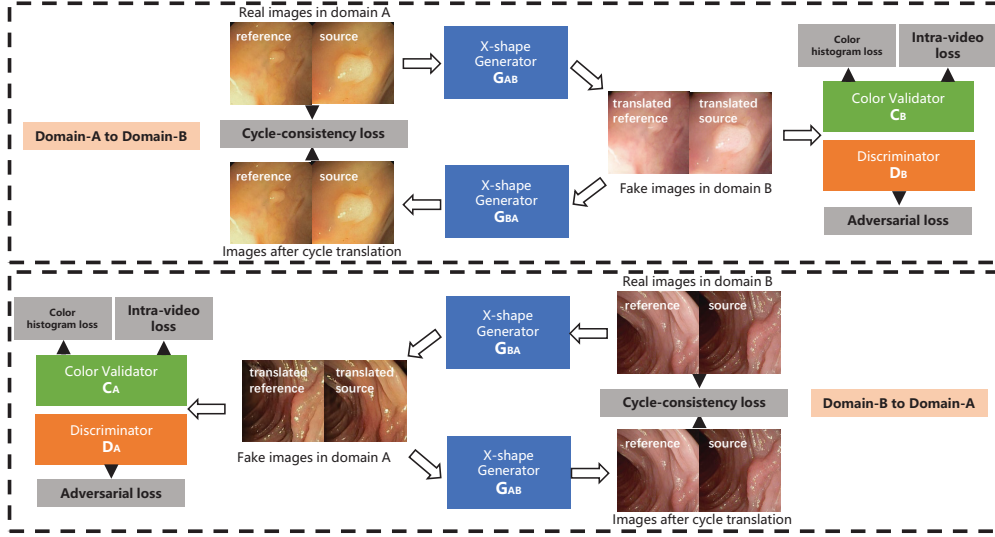 Real images in domain A
reference
source
X-shape
Generator
GAB
Color
histogram loss
Intra-video
loss
Color Validator
CB
translated
reference
translated
source
Domain-A to Domain-B
Cycle-consistency loss
Discriminator
DB
reference
source
X-shape
Generator
GBA
Fake images in domain B
Adversarial loss
Images after cycle translation
Real images in domain B
Color
histogram loss
Intra-video
loss
X-shape
Generator
GBA
reference
source
Color Validator
CA
translated
reference
translated
source
Cycle-consistency loss
Domain-B to Domain-A
Discriminator
DA
Fake images in domain A
X-shape
Generator
GAB
reference
source
Adversarial loss
Images after cycle translation